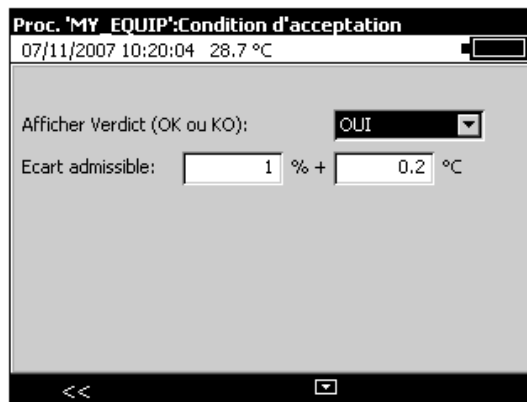 Proc. 'MY_EQUIP':Condition d'acceptation
07/11/2007 10:20:04 28.7 °C
Afficher Verdict (OK ou KO): OUI
Ecart admissible: 1 % + 0.2 °C
<<